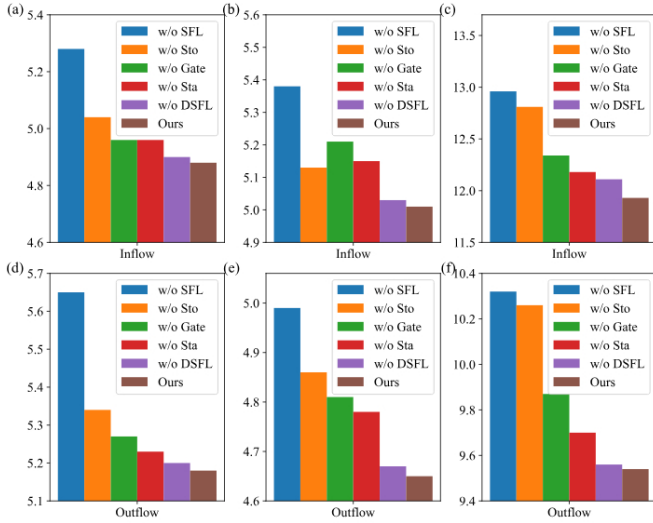 (a)
5.4
5.2
5.0
4.8
4.6
w/o SFL
w/o Sto
w/o Gate
w/o Sta
w/o DSFL
Ours
Inflow
(b)
5.6
5.5
5.4
5.3
5.2
5.1
5.0
4.9
w/o SFL
w/o Sto
w/o Gate
w/o Sta
w/o DSFL
Ours
Inflow
(c)
13.5
13.0
12.5
12.0
11.5
w/o SFL
w/o Sto
w/o Gate
w/o Sta
w/o DSFL
Ours
Inflow
(d)
5.7
5.6
5.5
5.4
5.3
5.2
5.1
w/o SFL
w/o Sto
w/o Gate
w/o Sta
w/o DSFL
Ours
Outflow
(e)
5.0
4.9
4.8
4.7
4.6
w/o SFL
w/o Sto
w/o Gate
w/o Sta
w/o DSFL
Ours
Outflow
(f)
10.4
10.2
10.0
9.8
9.6
9.4
w/o SFL
w/o Sto
w/o Gate
w/o Sta
w/o DSFL
Ours
Outflow